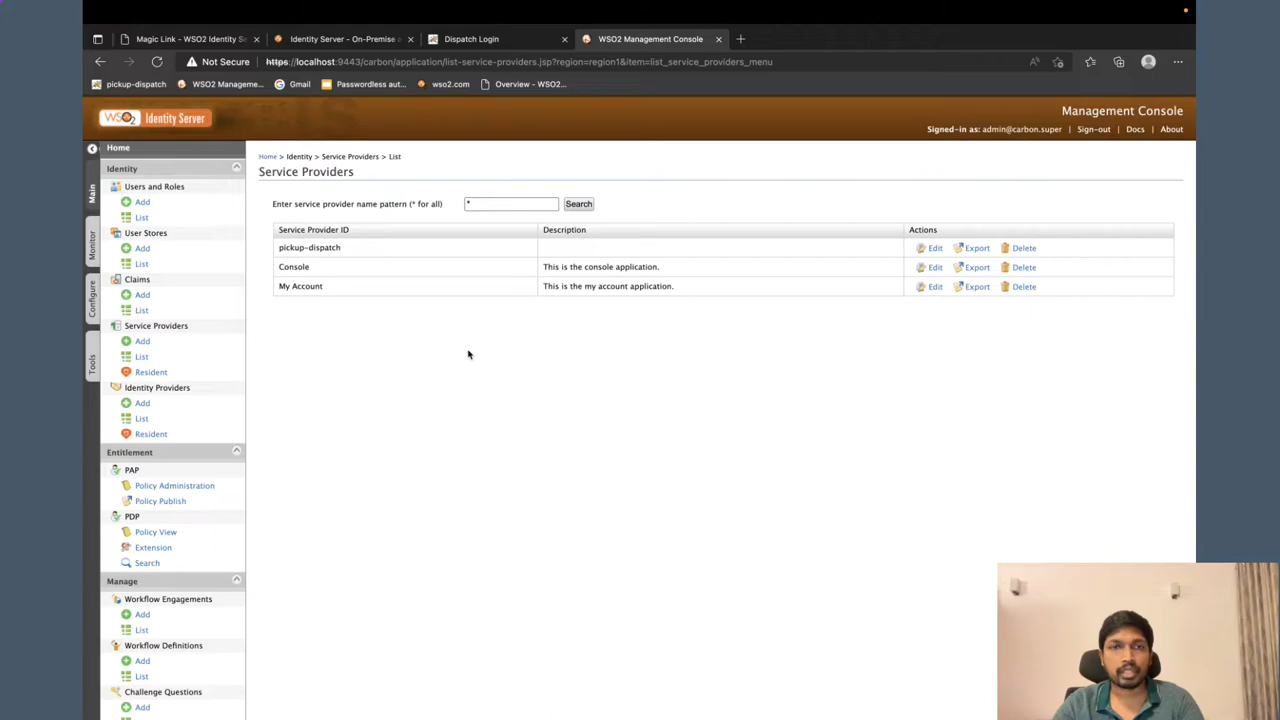 Magic Link - WSO2 Identity Se
Identity Server - On-Premise
Dispatch Login
WSO2 Management Console
Not Secure
https://localhost:9443/carbon/application/list-service-providers.jsp?region=region1&item=list_service_providers_menu
pickup-dispatch
WSO2 Manageme...
Gmail
Passwordless aut...
wso2.com
Overview - WSO2...
WSO2 Identity Server
Management Console
Signed-in as: admin@carbon.super
Sign-out
Docs
About
Main
Monitor
Configure
Tools
Home
Identity
Users and Roles
Add
List
User Stores
Add
List
Claims
Add
List
Service Providers
Add
List
Resident
Identity Providers
Add
List
Resident
Entitlement
PAP
Policy Administration
Policy Publish
PDP
Policy View
Extension
Search
Manage
Workflow Engagements
Add
List
Workflow Definitions
Add
List
Challenge Questions
Add
Home > Identity > Service Providers > List
Service Providers
Enter service provider name pattern (* for all)
*
Search
Service Provider ID Description Actions
pickup-dispatch Edit Export Delete
Console This is the console application. Edit Export Delete
My Account This is the my account application. Edit Export Delete